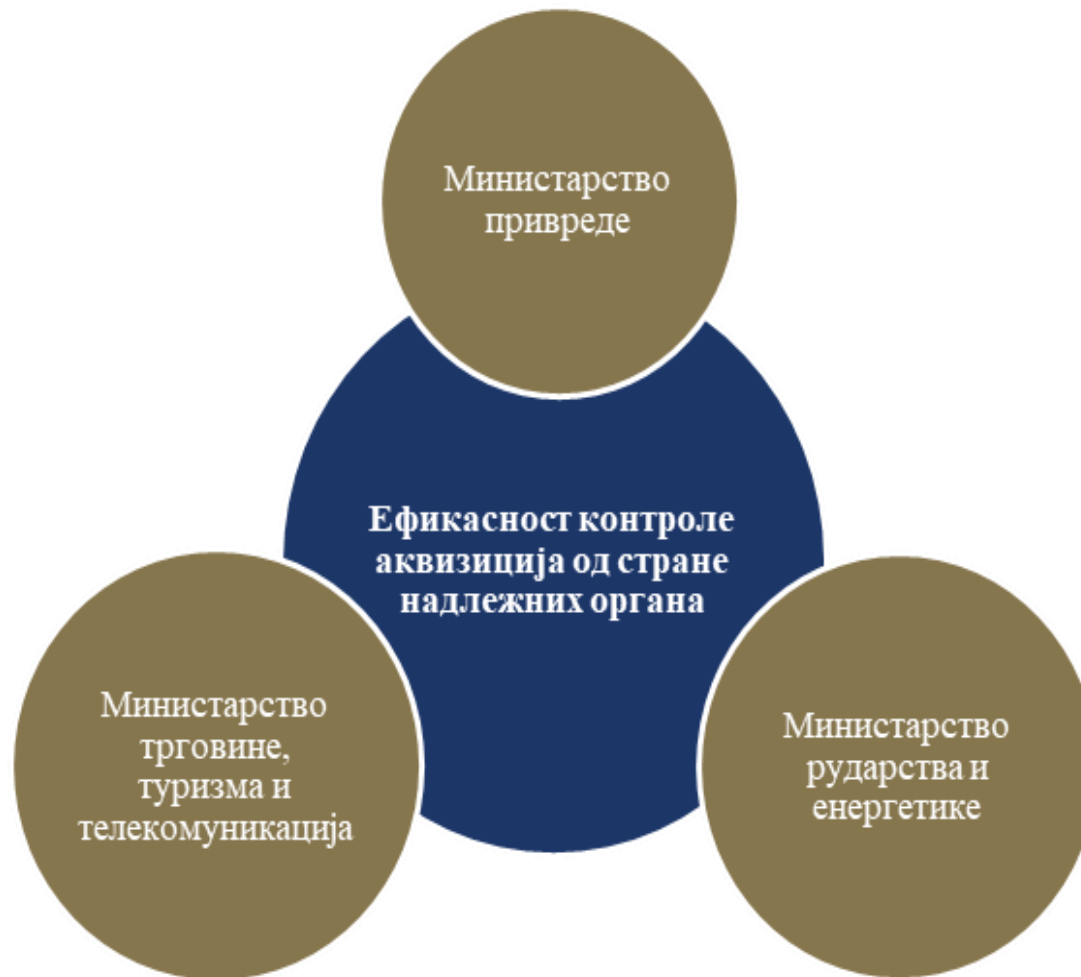 Министарство
привреде
Ефикасност контроле
аквизиција од стране
надлежних органа
Министарство
трговине,
туризма и
телекомуникација
Министарство
рударства и
енергетике